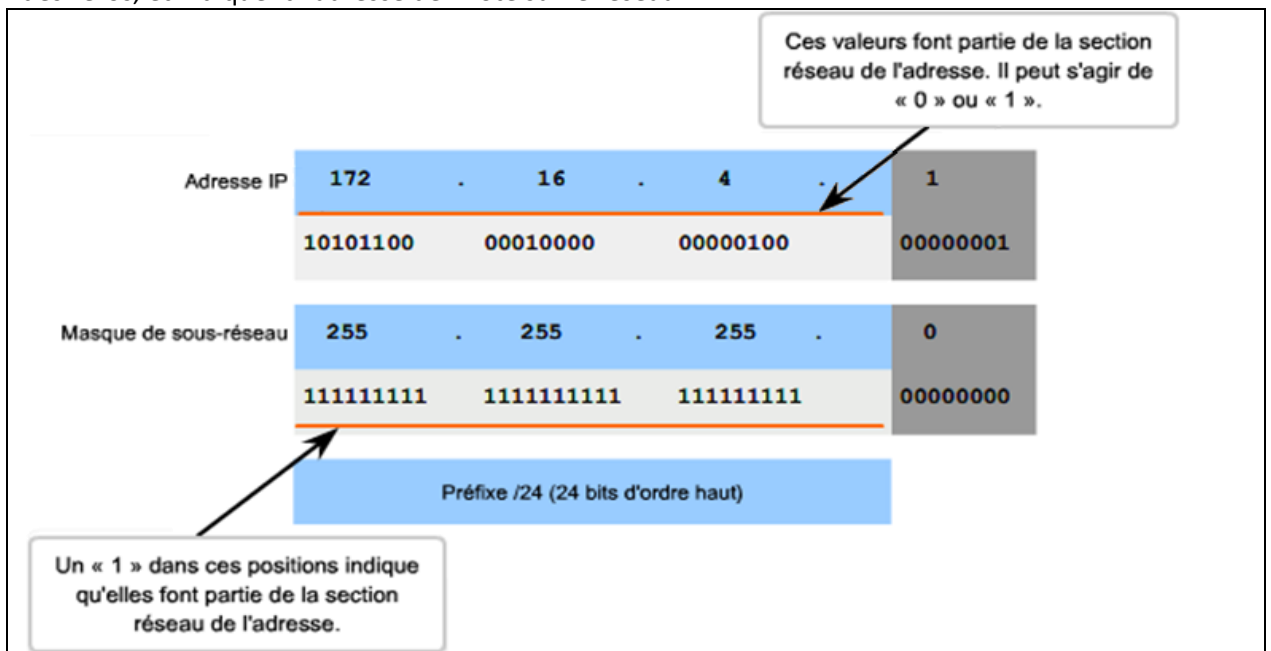 Ces valeurs font partie de la section
réseau de l'adresse. Il peut s'agir de
« 0 » ou « 1 ».
Adresse IP 172 . 16 . 4 . 1
10101100 00010000 00000100 00000001
Masque de sous-réseau 255 . 255 . 255 . 0
111111111 1111111111 111111111 00000000
Préfixe /24 (24 bits d'ordre haut)
Un « 1 » dans ces positions indique
qu'elles font partie de la section
réseau de l'adresse.